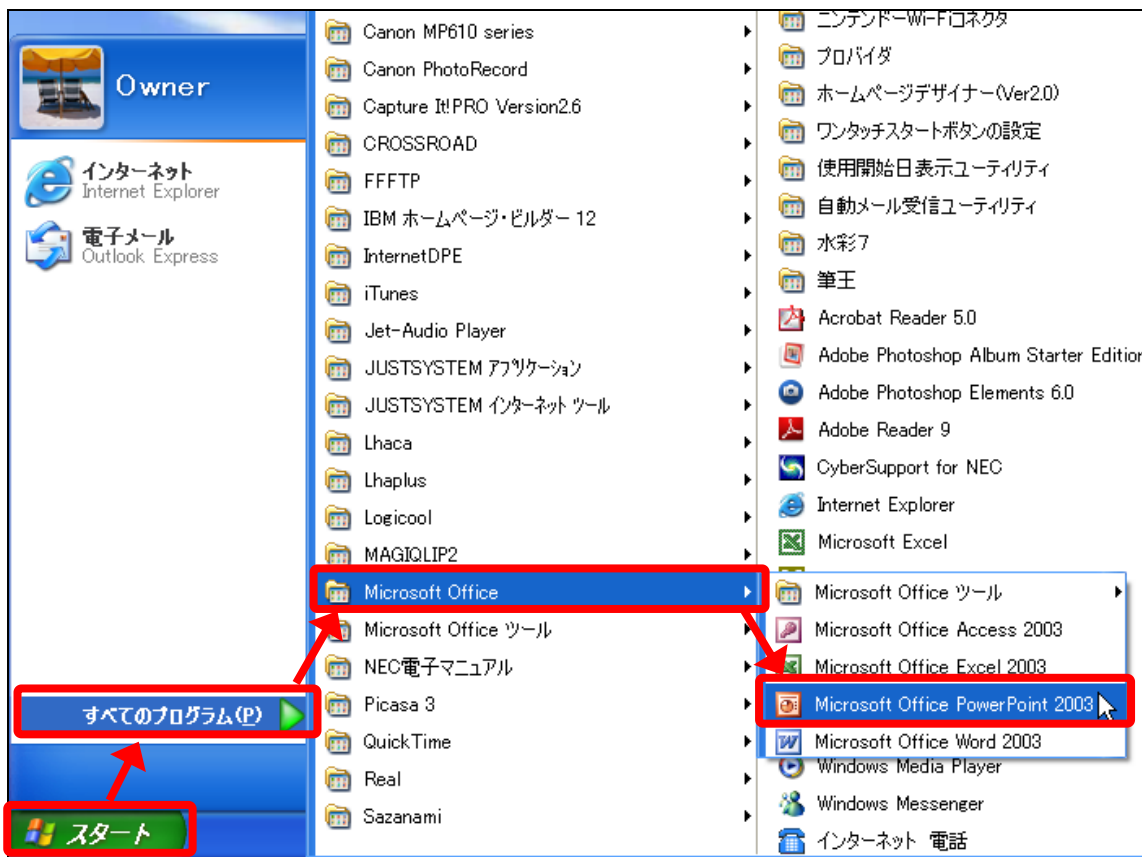 Owner
インターネット
Internet Explorer
電子メール
Outlook Express
すべてのプログラム(P)
スタート
Canon MP610 series
Canon PhotoRecord
Capture It!PRO Version2.6
CROSSROAD
FFFTP
IBM ホームページ・ビルダー 12
InternetDPE
iTunes
Jet-Audio Player
JUSTSYSTEM アプリケーション
JUSTSYSTEM インターネット ツール
Lhaca
Lhaplus
Logicool
MAGIQLIP2
Microsoft Office
Microsoft Office ツール
NEC電子マニュアル
Picasa 3
QuickTime
Real
Sazanami
ニンテンドーWi-Fiコネクタ
プロバイダ
ホームページデザイナー(Ver2.0)
ワンタッチスタートボタンの設定
使用開始日表示ユーティリティ
自動メール受信ユーティリティ
水彩7
筆王
Acrobat Reader 5.0
Adobe Photoshop Album Starter Edition
Adobe Photoshop Elements 6.0
Adobe Reader 9
CyberSupport for NEC
Internet Explorer
Microsoft Excel
Microsoft Office ツール
Microsoft Office Access 2003
Microsoft Office Excel 2003
Microsoft Office PowerPoint 2003
Microsoft Office Word 2003
Windows Media Player
Windows Messenger
インターネット 電話